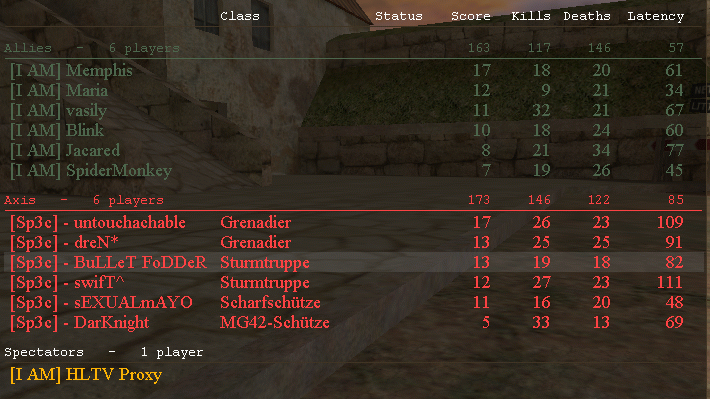 Class Status Score Kills Deaths Latency
Allies - 6 players 163 117 146 57
[I AM] Memphis 17 18 20 61
[I AM] Maria 12 9 21 34
[I AM] vasily 11 32 21 67
[I AM] Blink 10 18 24 60
[I AM] Jacared 8 21 34 77
[I AM] SpiderMonkey 7 19 26 45
Axis - 6 players 173 146 122 85
[Sp3c] - untouchachable Grenadier 17 26 23 109
[Sp3c] - dreN* Grenadier 13 25 25 91
[Sp3c] - BuLLeT FoDDeR Sturmtruppe 13 19 18 82
[Sp3c] - swifT^ Sturmtruppe 12 27 23 111
[Sp3c] - sEXUALmAYO Scharfschütze 11 16 20 48
[Sp3c] - DarKnight MG42-Schütze 5 33 13 69
Spectators - 1 player
[I AM] HLTV Proxy